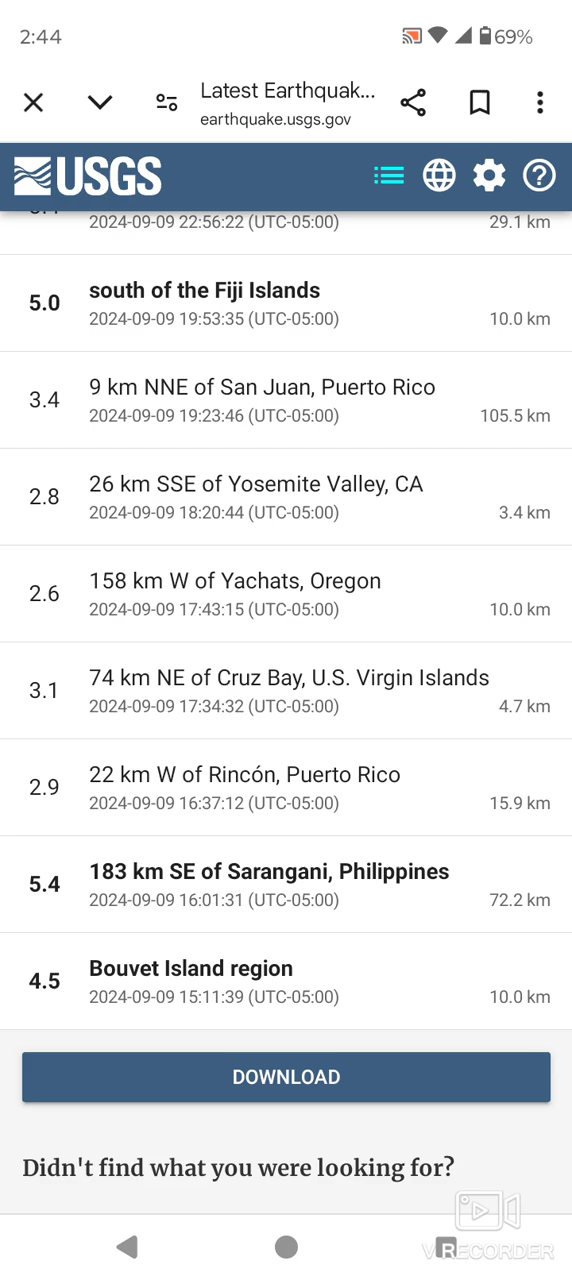 2:44
69%
Latest Earthquak...
earthquake.usgs.gov
USGS
2024-09-09 22:56:22 (UTC-05:00) 29.1 km
5.0 south of the Fiji Islands
2024-09-09 19:53:35 (UTC-05:00) 10.0 km
3.4 9 km NNE of San Juan, Puerto Rico
2024-09-09 19:23:46 (UTC-05:00) 105.5 km
2.8 26 km SSE of Yosemite Valley, CA
2024-09-09 18:20:44 (UTC-05:00) 3.4 km
2.6 158 km W of Yachats, Oregon
2024-09-09 17:43:15 (UTC-05:00) 10.0 km
3.1 74 km NE of Cruz Bay, U.S. Virgin Islands
2024-09-09 17:34:32 (UTC-05:00) 4.7 km
2.9 22 km W of Rincón, Puerto Rico
2024-09-09 16:37:12 (UTC-05:00) 15.9 km
5.4 183 km SE of Sarangani, Philippines
2024-09-09 16:01:31 (UTC-05:00) 72.2 km
4.5 Bouvet Island region
2024-09-09 15:11:39 (UTC-05:00) 10.0 km
DOWNLOAD
Didn't find what you were looking for?
VRECORDER